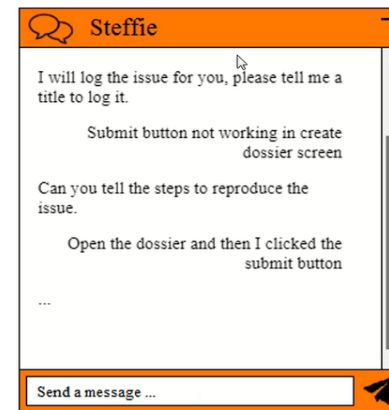 Steffie
I will log the issue for you, please tell me a
title to log it.
Submit button not working in create
dossier screen
Can you tell the steps to reproduce the
issue.
Open the dossier and then I clicked the
submit button
...
Send a message ...